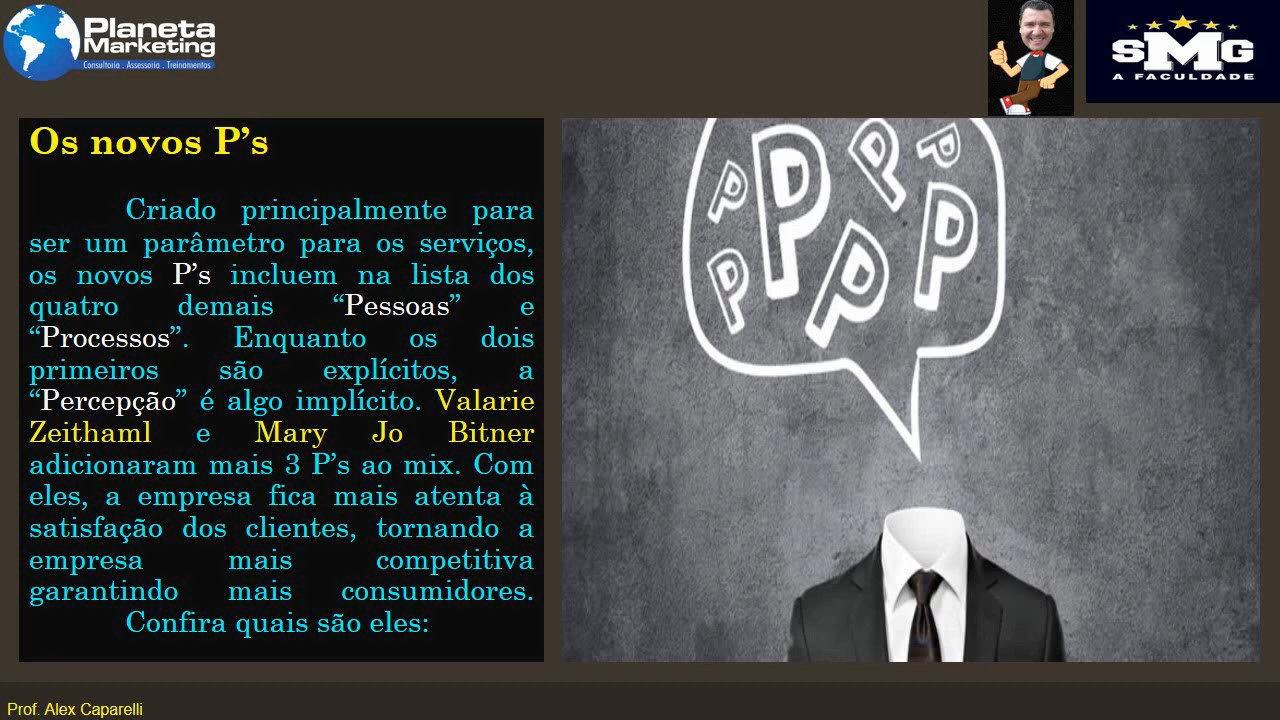 Planeta
Marketing
Consultoria . Assessoria . Treinamentos
SMG
A FACULDADE
Os novos P’s
Criado principalmente para
ser um parâmetro para os serviços,
os novos P’s incluem na lista dos
quatro demais “Pessoas” e
“Processos”. Enquanto os dois
primeiros são explícitos, a
“Percepção” é algo implícito. Valarie
Zeithaml e Mary Jo Bitner
adicionaram mais 3 P’s ao mix. Com
eles, a empresa fica mais atenta à
satisfação dos clientes, tornando a
empresa mais competitiva
garantindo mais consumidores.
Confira quais são eles:
P P P P
P P P P
Prof. Alex Caparelli